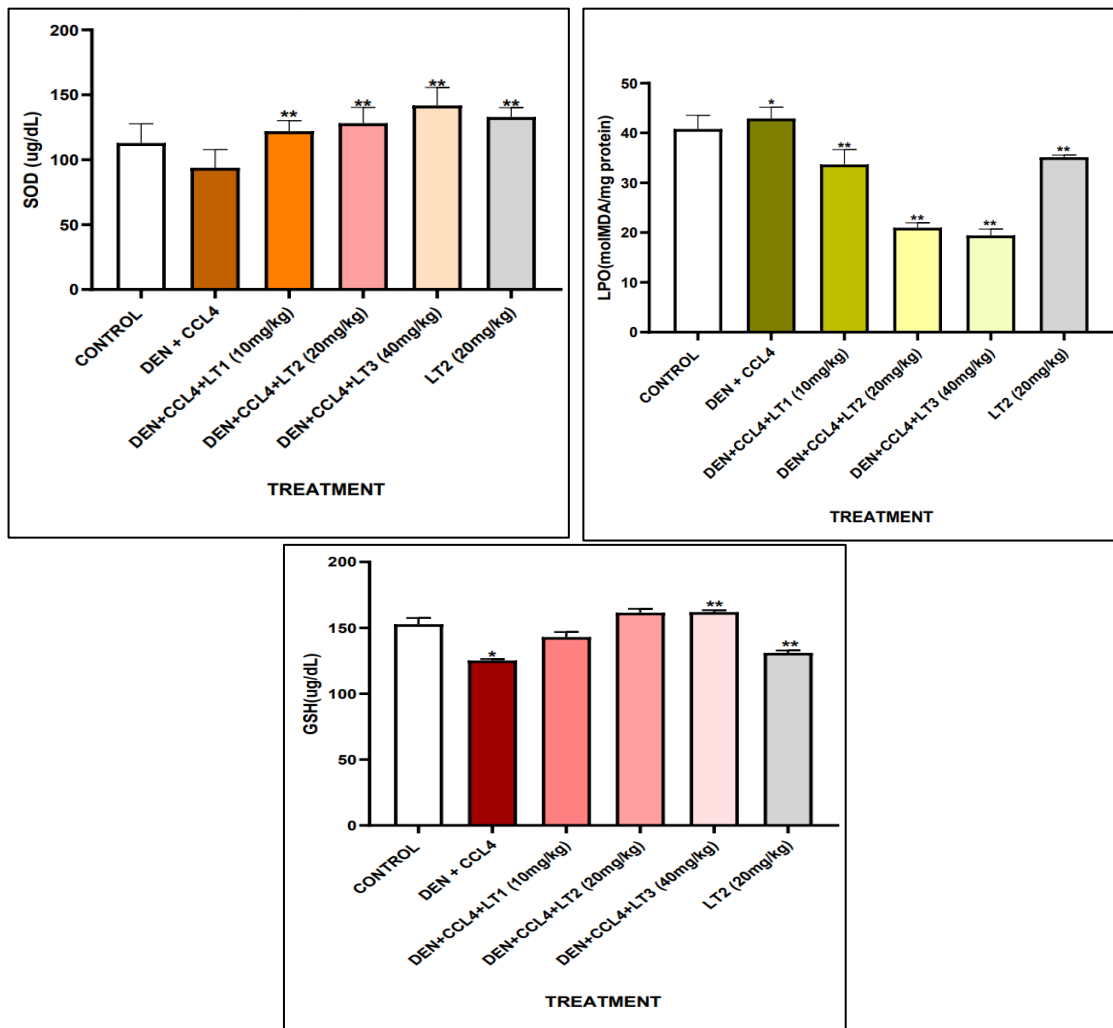 200
150
100
50
0
SOD (ug/dL)
**
**
**
**
CONTROL
DEN + CCL4
DEN+CCL4+LT1 (10mg/kg)
DEN+CCL4+LT2 (20mg/kg)
DEN+CCL4+LT3 (40mg/kg)
LT2 (20mg/kg)
TREATMENT
50
40
30
20
10
0
LPO(molMDA/mg protein)
*
**
**
**
**
CONTROL
DEN + CCL4
DEN+CCL4+LT1 (10mg/kg)
DEN+CCL4+LT2 (20mg/kg)
DEN+CCL4+LT3 (40mg/kg)
LT2 (20mg/kg)
TREATMENT
200
150
100
50
0
GSH(ug/dL)
*
**
**
CONTROL
DEN + CCL4
DEN+CCL4+LT1 (10mg/kg)
DEN+CCL4+LT2 (20mg/kg)
DEN+CCL4+LT3 (40mg/kg)
LT2 (20mg/kg)
TREATMENT